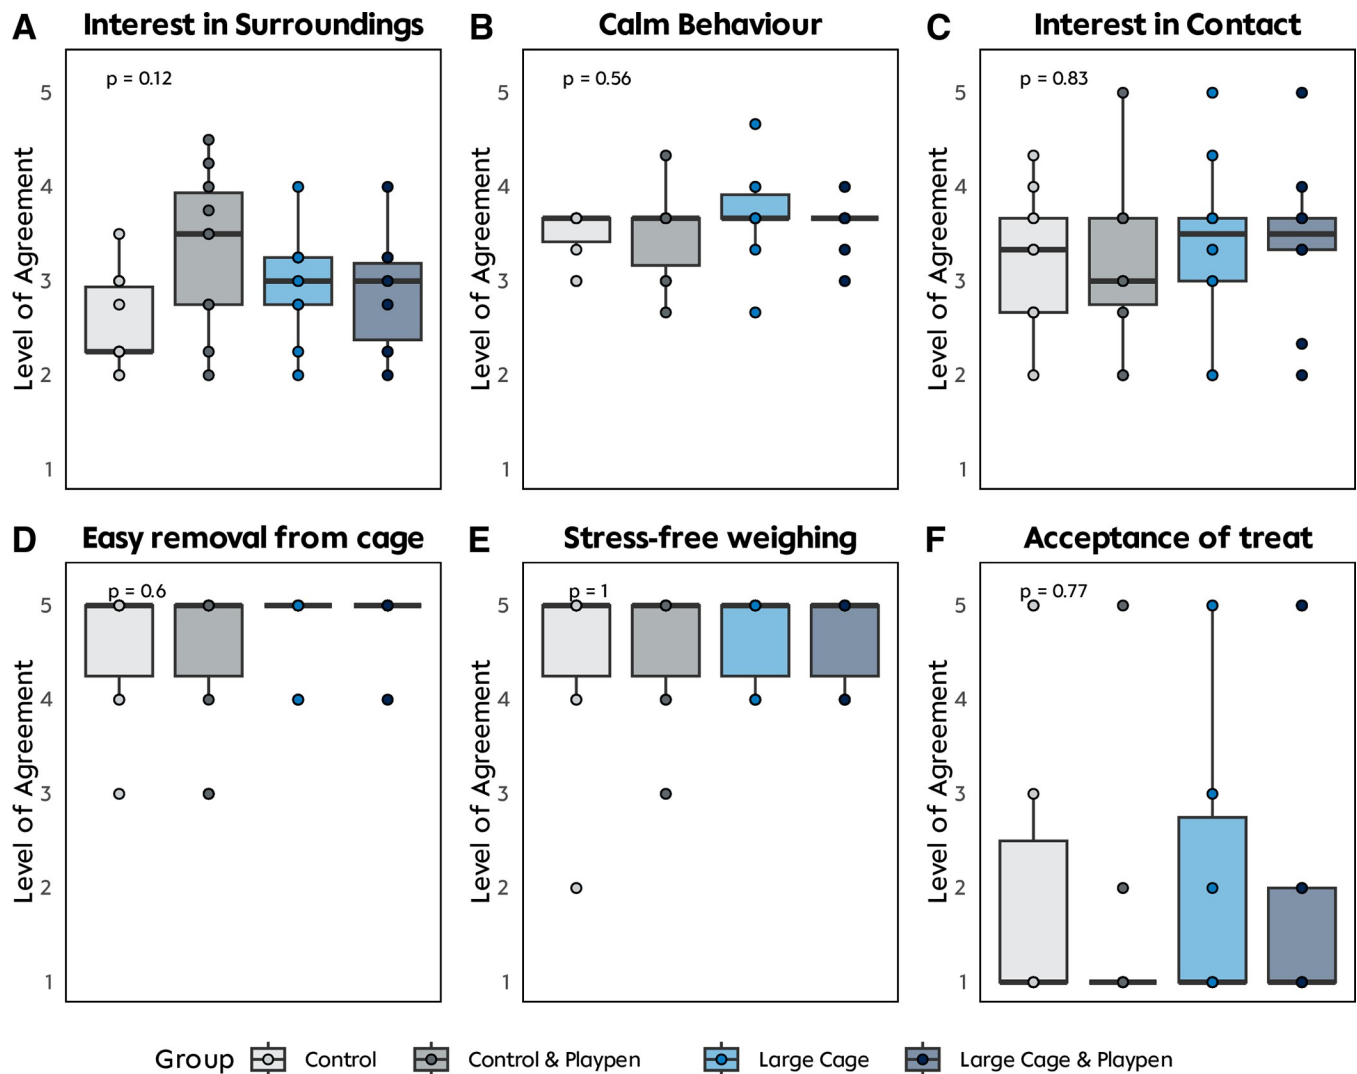 A Interest in Surroundings
p = 0.12
Level of Agreement
5
4
3
2
1
B Calm Behaviour
p = 0.56
Level of Agreement
5
4
3
2
1
C Interest in Contact
p = 0.83
Level of Agreement
5
4
3
2
1
D Easy removal from cage
p = 0.6
Level of Agreement
5
4
3
2
1
E Stress-free weighing
p = 1
Level of Agreement
5
4
3
2
1
F Acceptance of treat
p = 0.77
Level of Agreement
5
4
3
2
1
Group Control Control & Playpen Large Cage Large Cage & Playpen